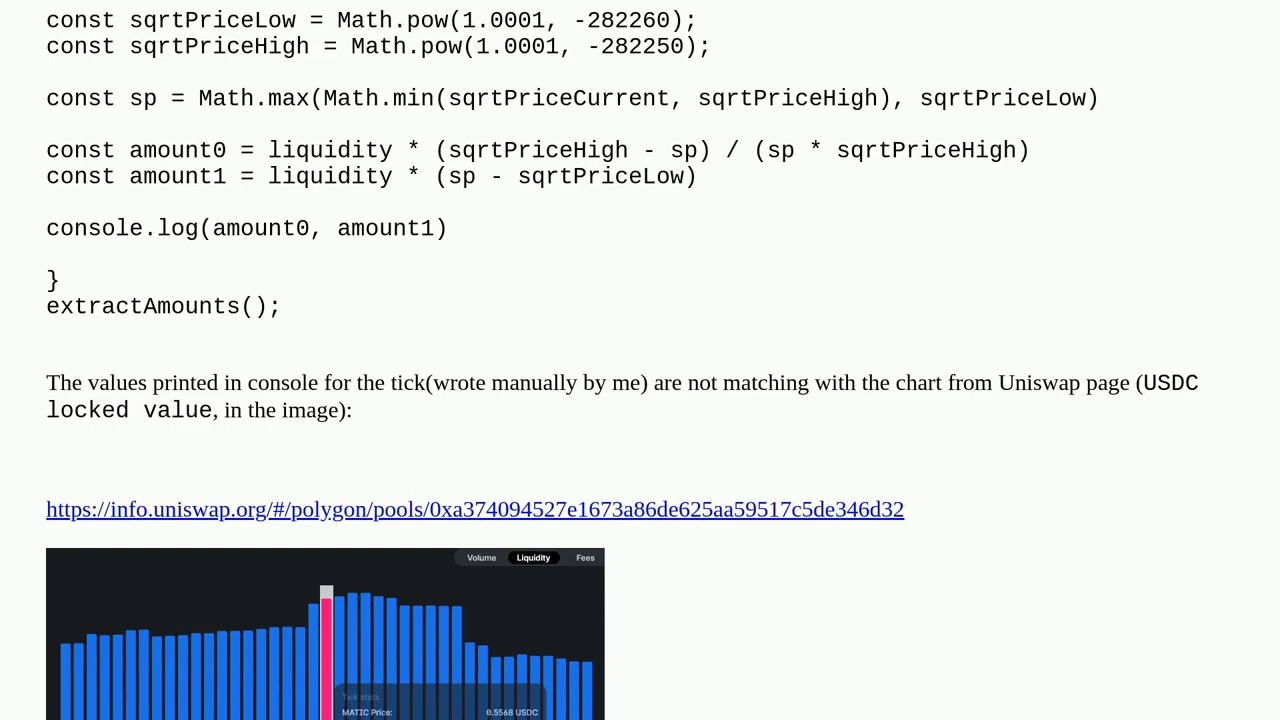 const sqrtPriceLow = Math.pow(1.0001, -282260);
const sqrtPriceHigh = Math.pow(1.0001, -282250);
const sp = Math.max(Math.min(sqrtPriceCurrent, sqrtPriceHigh), sqrtPriceLow)
const amount0 = liquidity * (sqrtPriceHigh - sp) / (sp * sqrtPriceHigh)
const amount1 = liquidity * (sp - sqrtPriceLow)
console.log(amount0, amount1)
}
extractAmounts();
The values printed in console for the tick(wrote manually by me) are not matching with the chart from Uniswap page (USDC
locked value, in the image):
https://info.uniswap.org/#/polygon/pools/0xa374094527e1673a86de625aa59517c5de346d32
Volume Liquidity Fees
Tick stats
MATIC Price: 0.5568 USDC